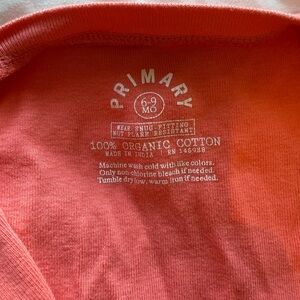 PRIMARY
6-9
MO
WEAR SNUG-FITTING
NOT FLAME RESISTANT
100% ORGANIC COTTON
MADE IN INDIA | RN 145928
Machine wash cold with like colors.
Only non-chlorine bleach if needed.
Tumble dry low, warm iron if needed.